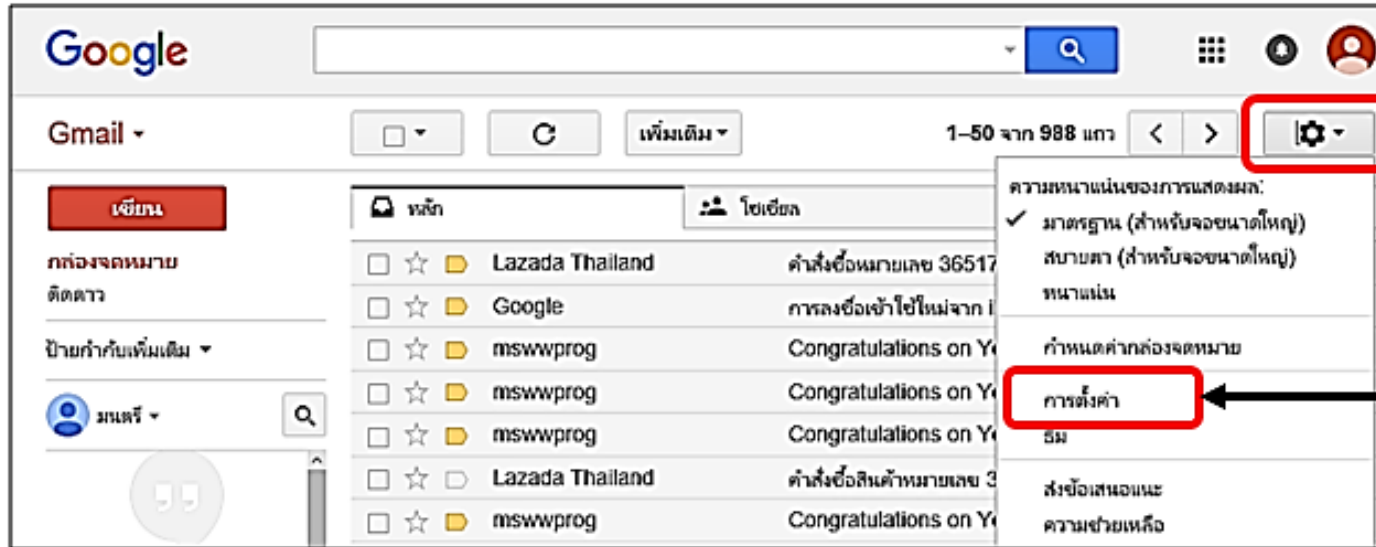 Google
Gmail
เพิ่มเติม
1–50 จาก 988 แถว
เขียน
กล่องจดหมาย
ติดดาว
ป้ายกำกับเพิ่มเติม
มนตรี
หลัก
โซเชียล
Lazada Thailand คำสั่งซื้อหมายเลข 36517
Google การลงชื่อเข้าใช้ใหม่จาก i
mswwprog Congratulations on Yo
mswwprog Congratulations on Yo
mswwprog Congratulations on Yo
Lazada Thailand คำสั่งซื้อสินค้าหมายเลข 3
mswwprog Congratulations on Yo
ความหนาแน่นของการแสดงผล:
มาตรฐาน (สำหรับจอขนาดใหญ่)
สบายตา (สำหรับจอขนาดใหญ่)
หนาแน่น
กำหนดค่ากล่องจดหมาย
การตั้งค่า
ธีม
ส่งข้อเสนอแนะ
ความช่วยเหลือ